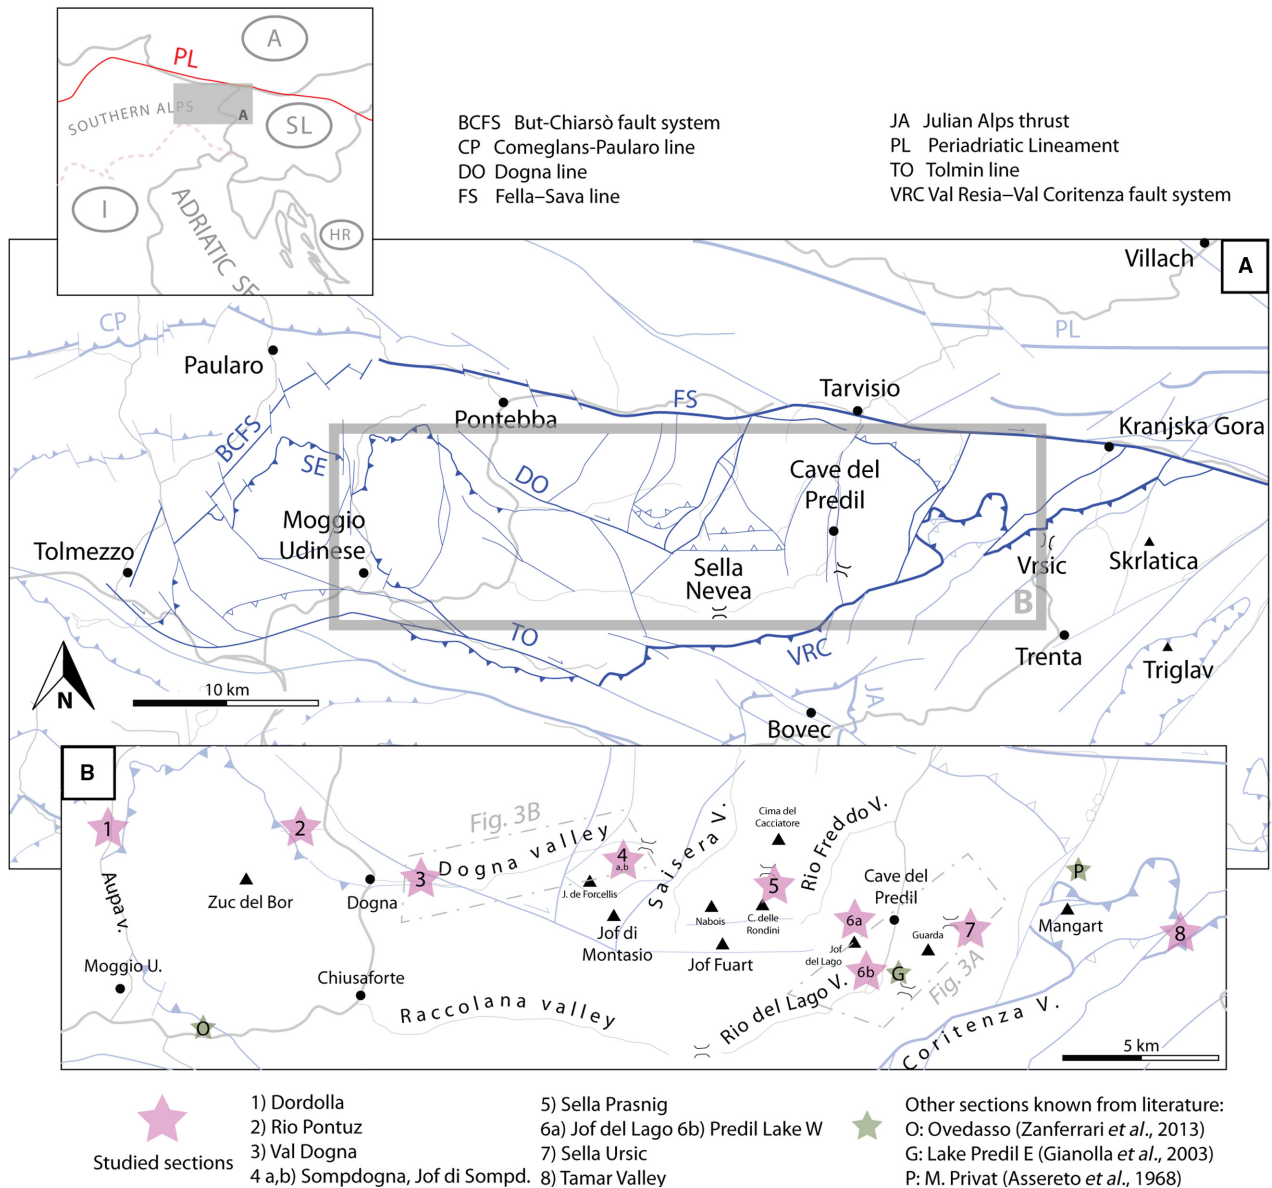 A
PL
SOUTHERN ALPS
A
SL
I
ADRIATIC SE
HR
BCFS But-Chiarsò fault system
CP Comeglans-Paularo line
DO Dogna line
FS Fella–Sava line
JA Julian Alps thrust
PL Periadriatic Lineament
TO Tolmin line
VRC Val Resia–Val Coritenza fault system
A
Villach
CP
PL
Paularo
Tarvisio
FS
Pontebba
Kranjska Gora
BCFS
SE
DO
Cave del
Predil
Moggio
Udinese
Tolmezzo
Sella
Nevea
Vrsic
Skrlatica
B
TO
VRC
Trenta
Triglav
N
10 km
JA
Bovec
B
Fig. 3B
Cima del
Cacciatore
1
2
Dogna valley
4
a,b
Saisera V.
Rio Freddo V.
3
J. de Forcellis
5
Cave del
Predil
P
Aupa v.
Zuc del Bor
Dogna
Nabois
C. delle
Rondini
6a
7
Mangart
8
Jof di
Montasio
Jof Fuart
Jof
del Lago
Guarda
Moggio U.
Chiusaforte
6b
G
Fig. 3A
O
Raccolana valley
Rio del Lago V.
Coritenza V.
5 km
Studied sections
1) Dordolla
2) Rio Pontuz
3) Val Dogna
4 a,b) Sompdogna, Jof di Sompd.
5) Sella Prasnig
6a) Jof del Lago 6b) Predil Lake W
7) Sella Ursic
8) Tamar Valley
Other sections known from literature:
O: Ovedasso (Zanferrari et al., 2013)
G: Lake Predil E (Gianolla et al., 2003)
P: M. Privat (Assereto et al., 1968)